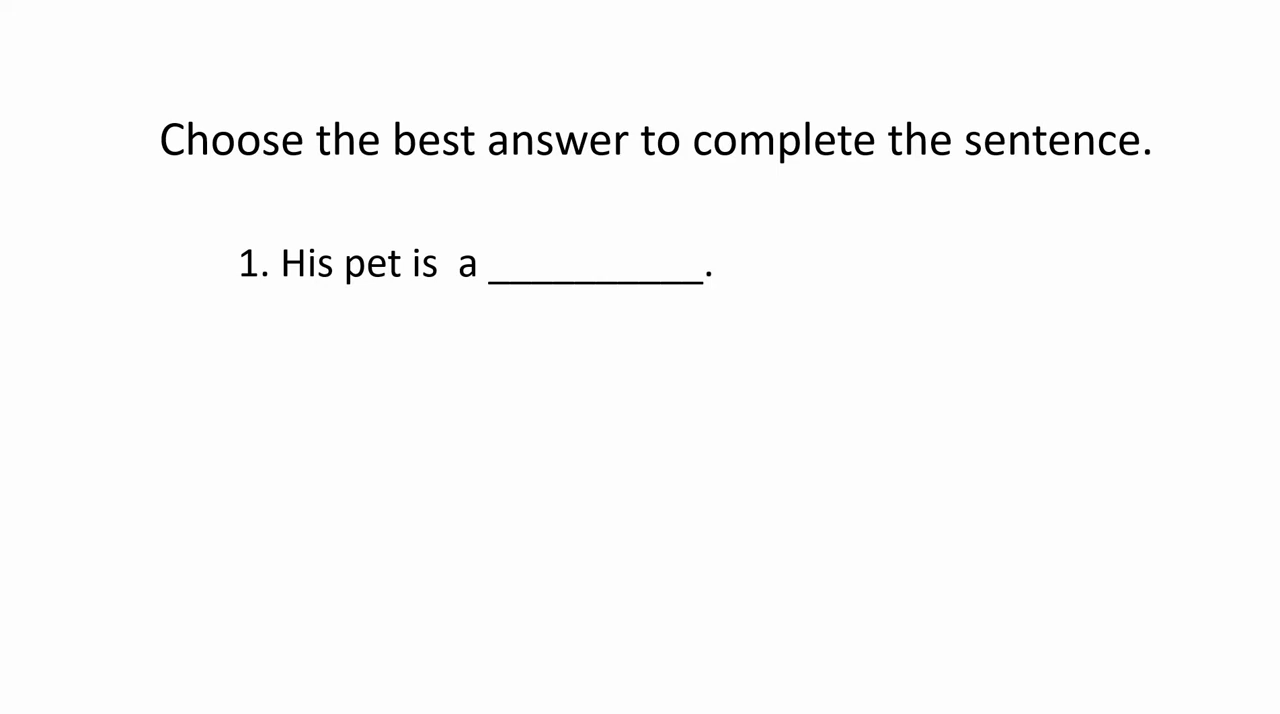 Choose the best answer to complete the sentence.
1. His pet is  a __________.